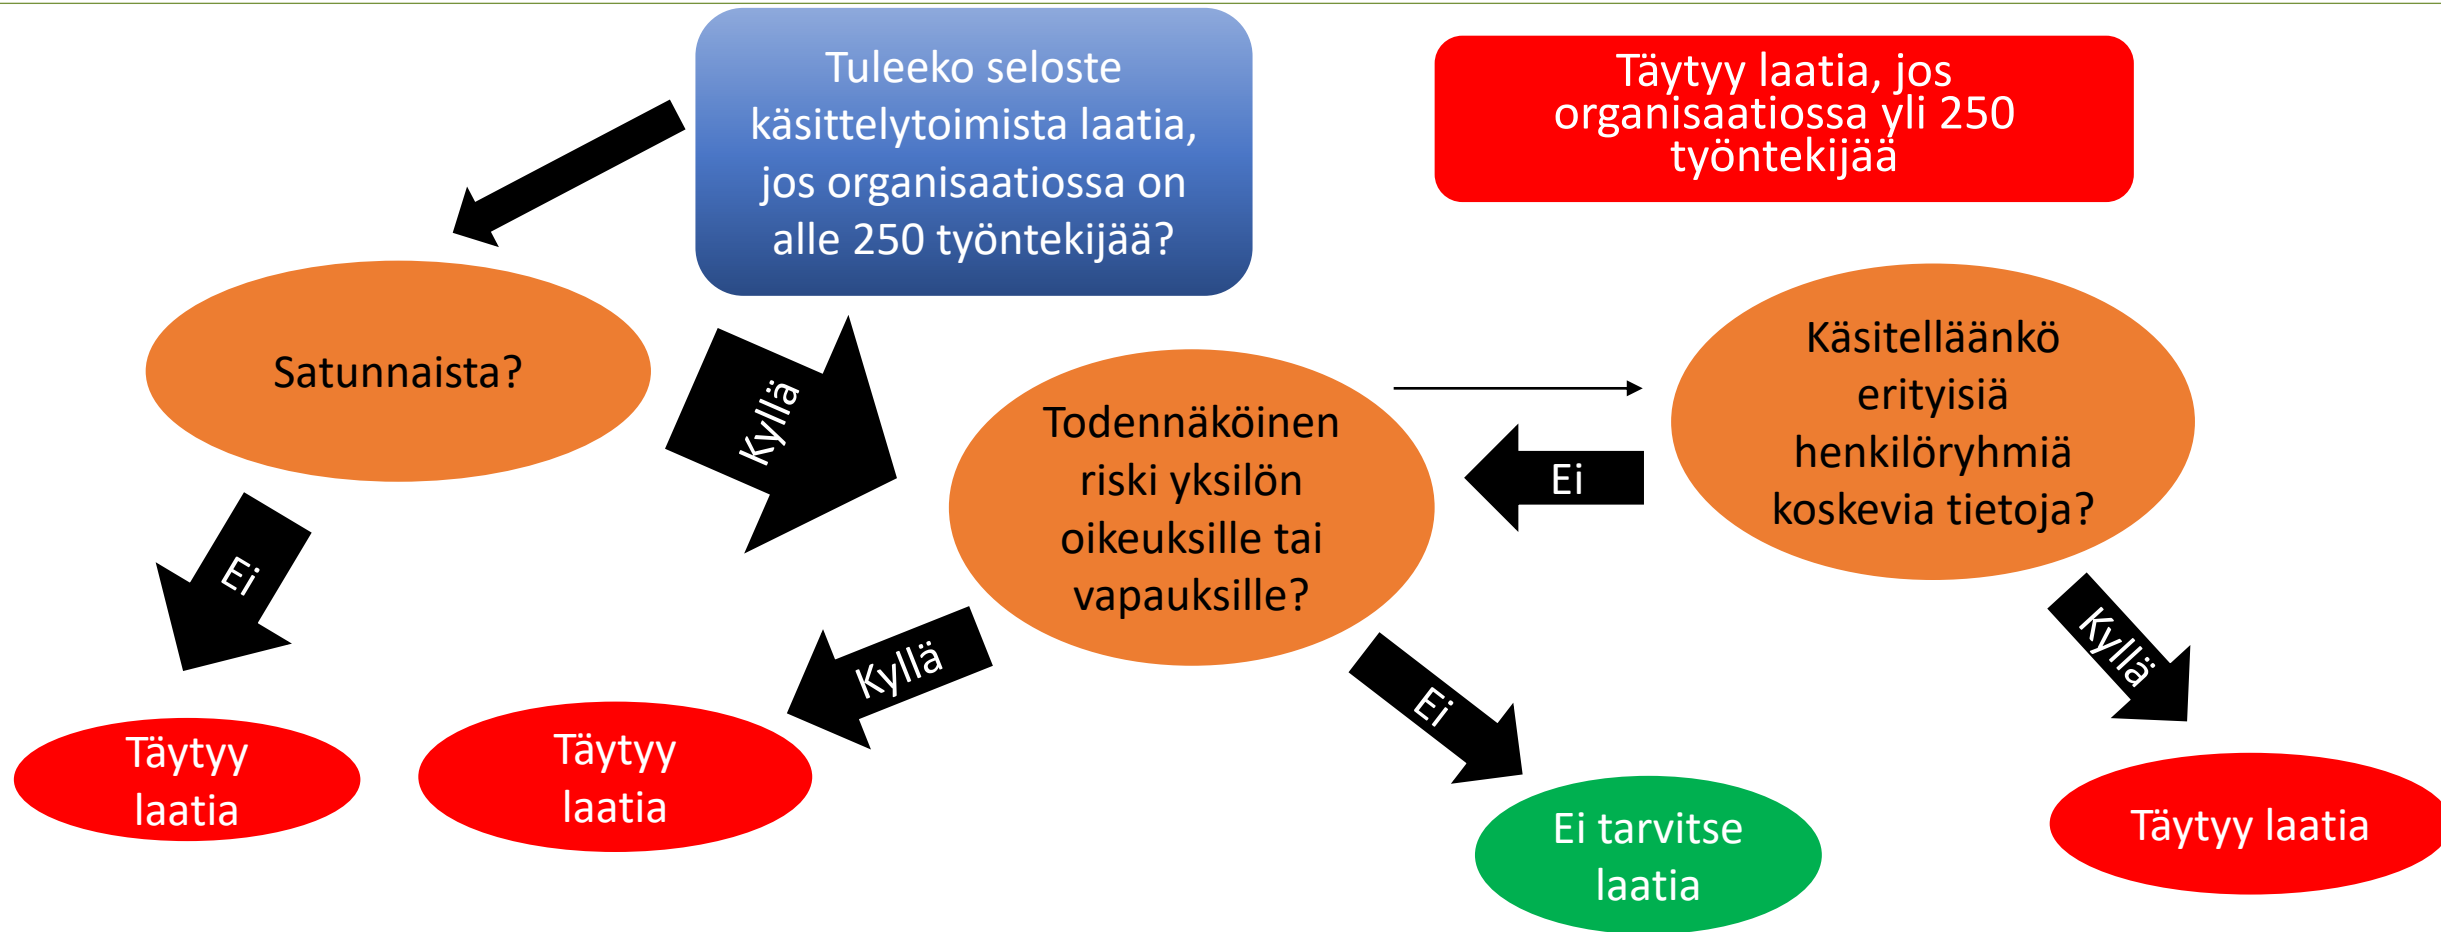 Tuleeko seloste
käsittelytoimista laatia,
jos organisaatiossa on
alle 250 työntekijää?
Täytyy laatia, jos
organisaatiossa yli 250
työntekijää
Satunnaista?
Kyllä
Ei
Todennäköinen
riski yksilön
oikeuksille tai
vapauksille?
Ei
Käsitelläänkö
erityisiä
henkilöryhmiä
koskevia tietoja?
Kyllä
Ei
Kyllä
Täytyy
laatia
Täytyy
laatia
Ei tarvitse
laatia
Täytyy laatia